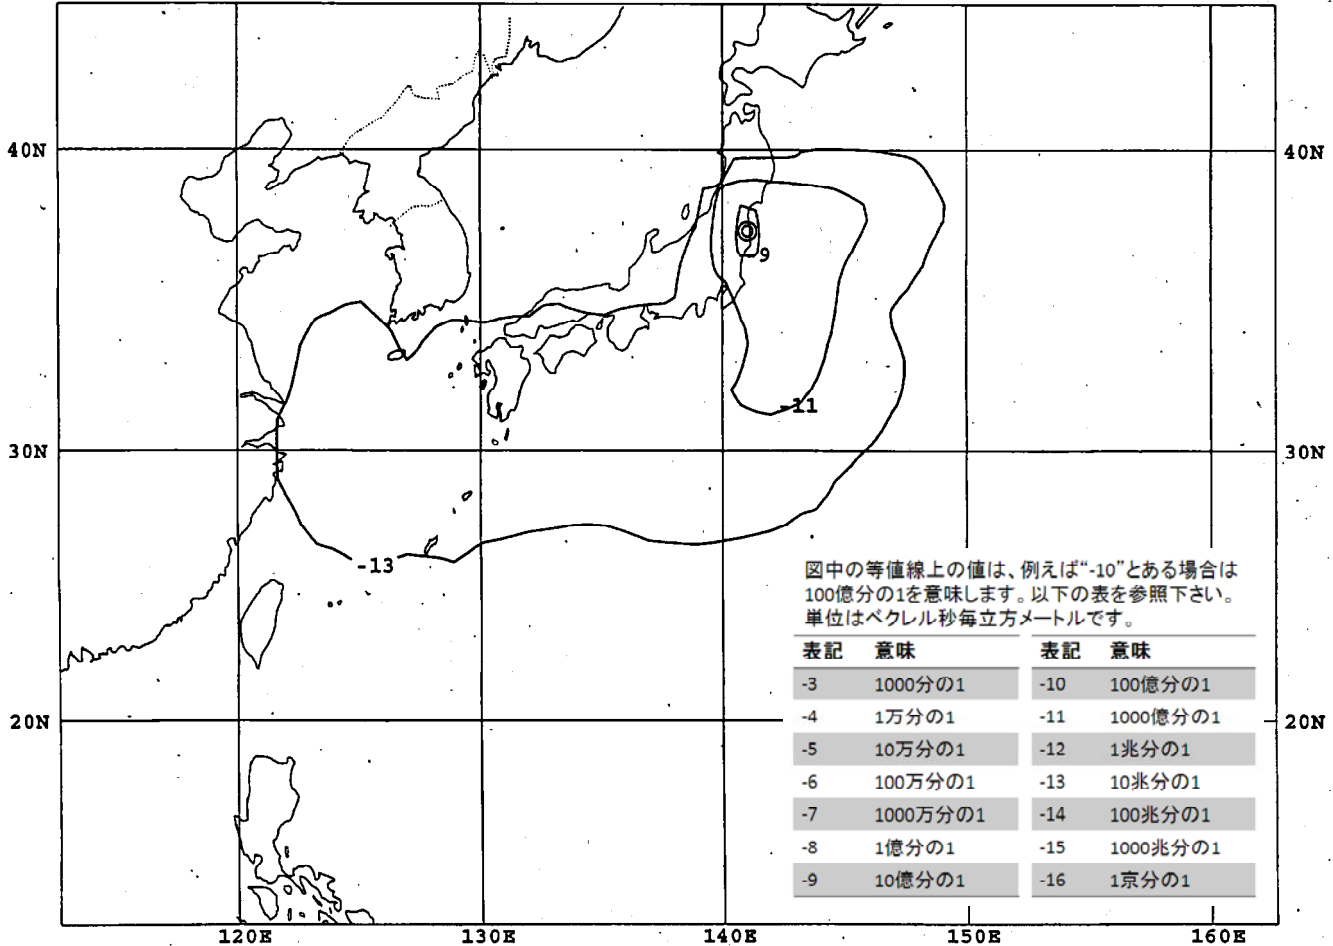 40N
40N
9
-11
30N
30N
-13
図中の等値線上の値は、例えば“-10”とある場合は
100億分の1を意味します。以下の表を参照下さい。
単位はベクレル秒毎立方メートルです。
表記 意味 表記 意味
-3 1000分の1 -10 100億分の1
-4 1万分の1 -11 1000億分の1
20N
20N
-5 10万分の1 -12 1兆分の1
-6 100万分の1 -13 10兆分の1
-7 1000万分の1 -14 100兆分の1
-8 1億分の1 -15 1000兆分の1
-9 10億分の1 -16 1京分の1
120E 130E 140E 150E 160E